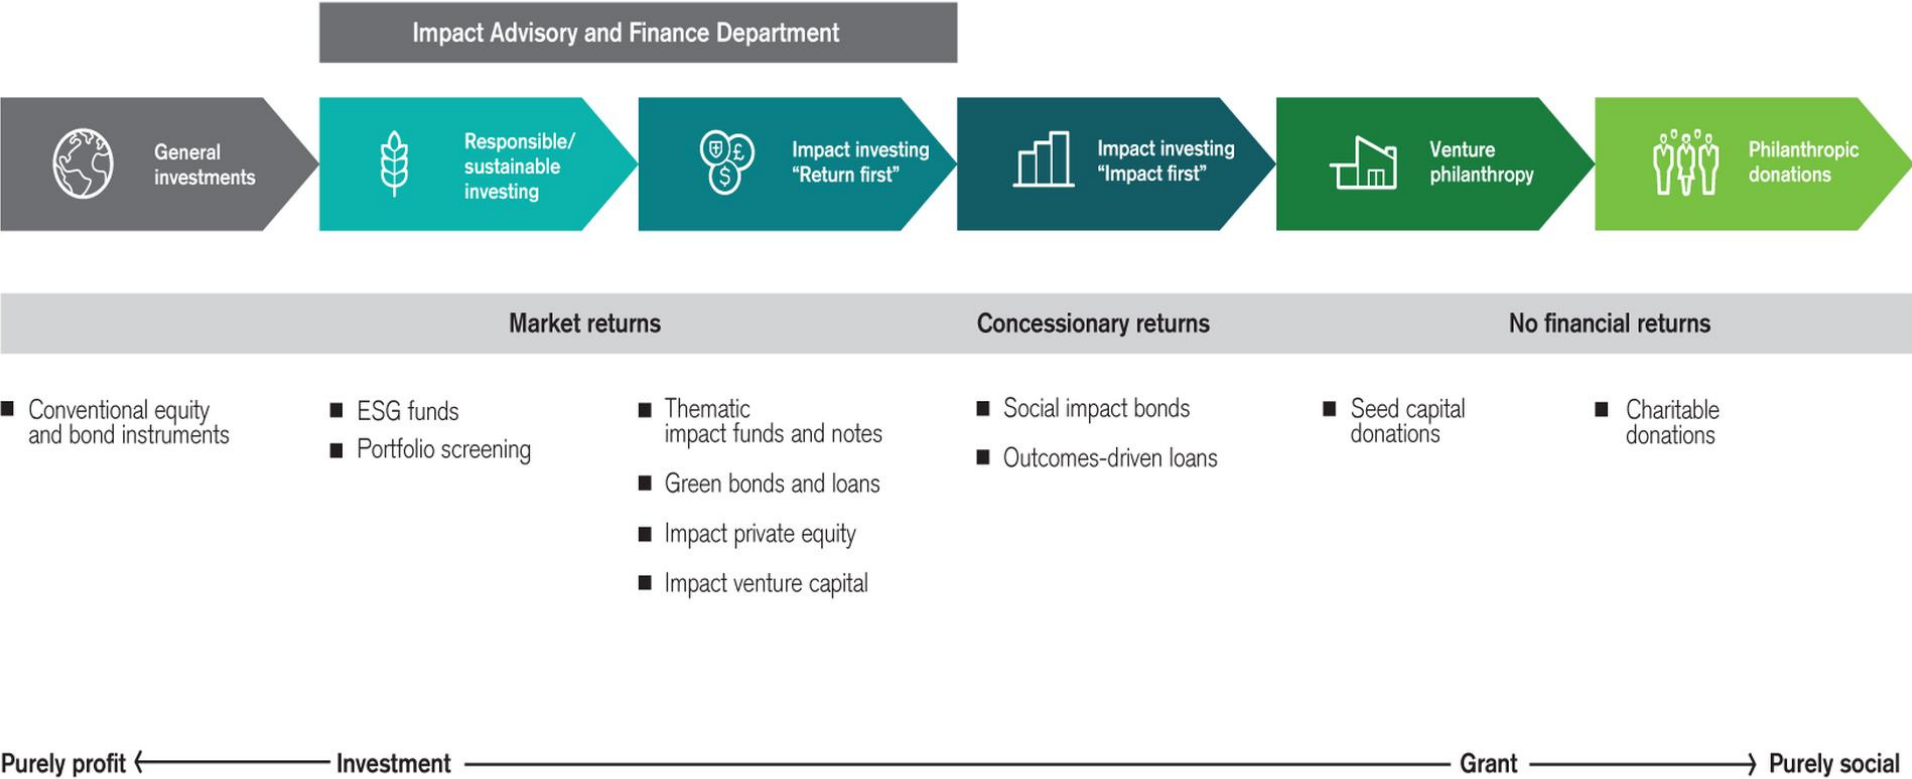 Impact Advisory and Finance Department
General
investments
Responsible/
sustainable
investing
Impact investing
“Return first”
Impact investing
“Impact first”
Venture
philanthropy
Philanthropic
donations
Market returns
Concessionary returns
No financial returns
■ Conventional equity
and bond instruments
■ ESG funds
■ Portfolio screening
■ Thematic
impact funds and notes
■ Green bonds and loans
■ Impact private equity
■ Impact venture capital
■ Social impact bonds
■ Outcomes-driven loans
■ Seed capital
donations
■ Charitable
donations
Purely profit
Investment
Grant
Purely social
£
$